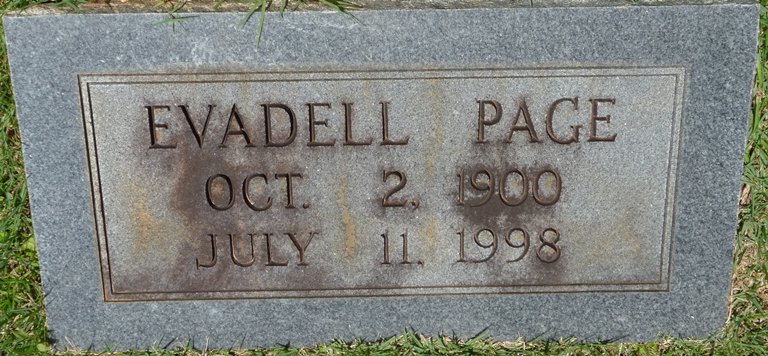 EVADELL PAGE
OCT. 2, 1900
JULY 11, 1998